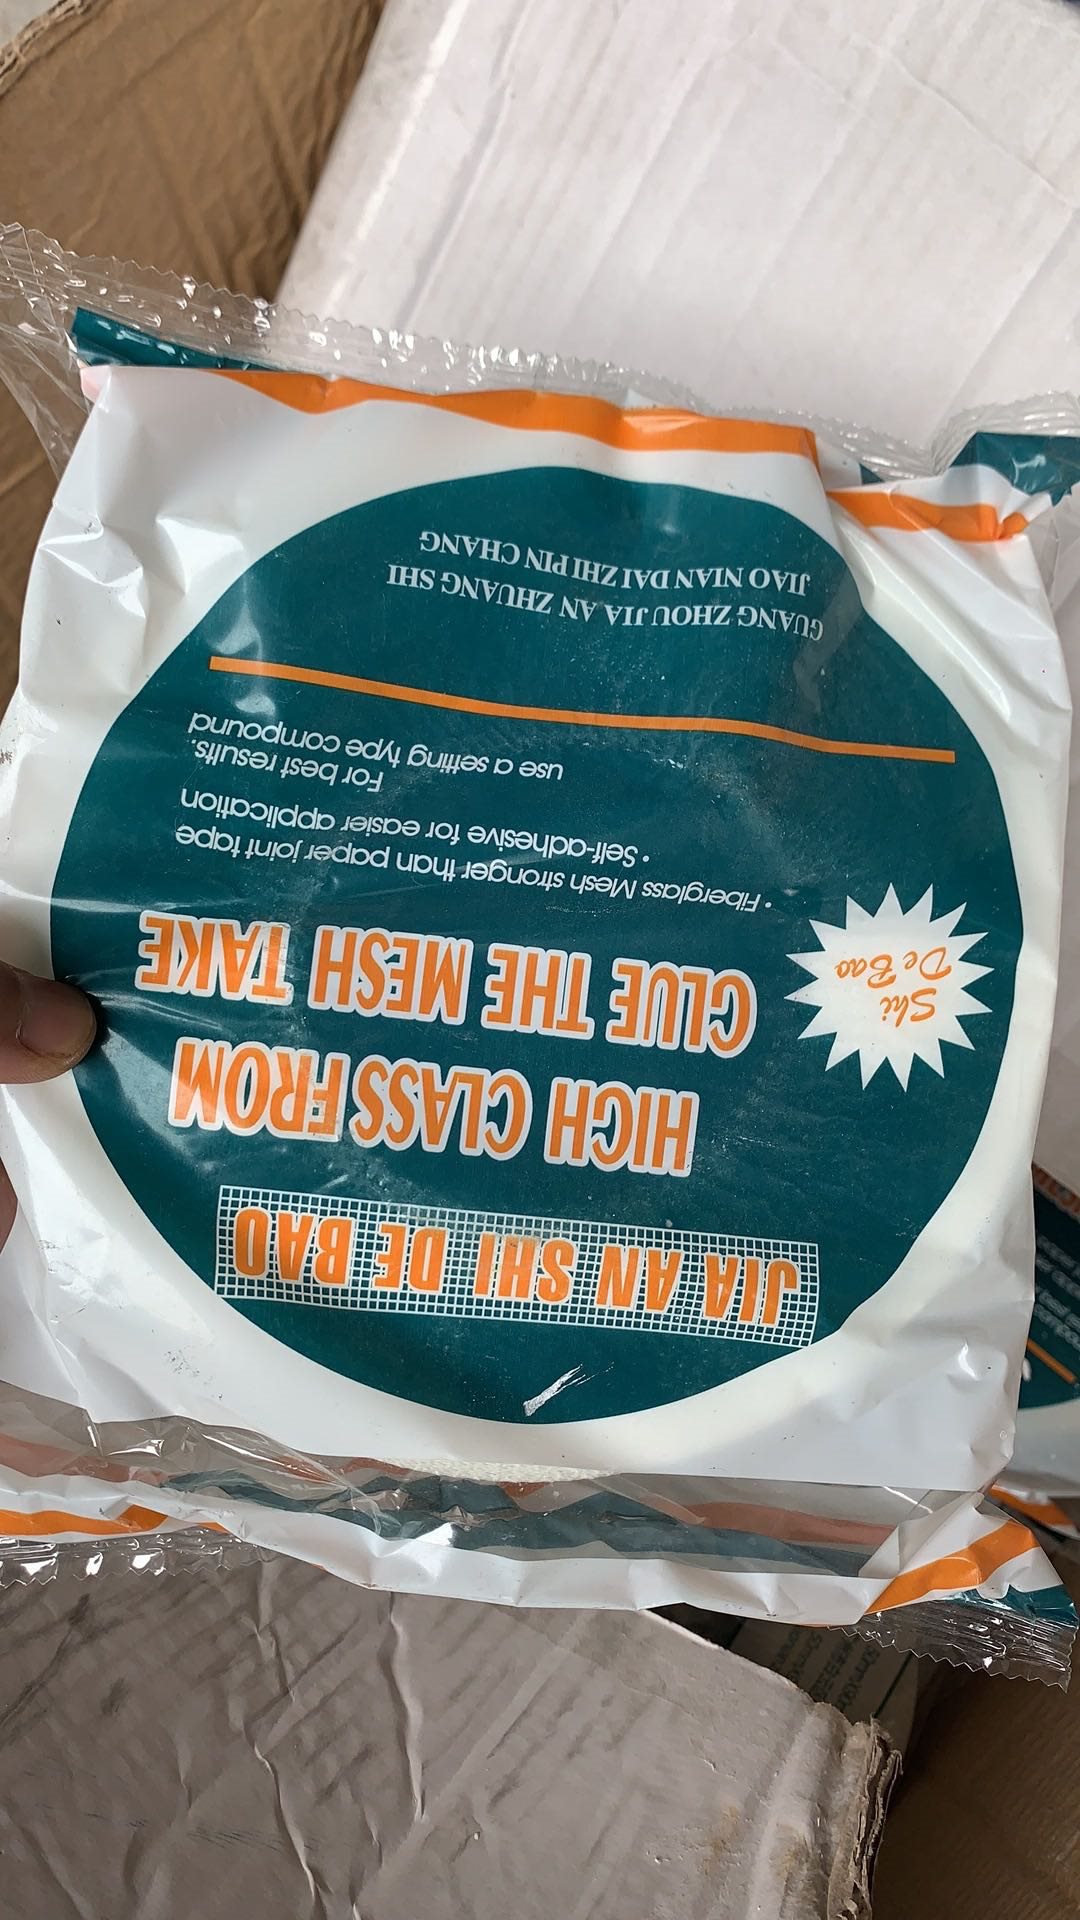 JIA AN SHI DE BAO
HIGH CLASS FROM
CLUE THE MESH TAKE
Shi
De Bao
• Fiberglass Mesh stronger than paper joint tape
• Self-adhesive for easier application
For best results.
use a setting type compound
GUANG ZHOU JIA AN ZHUANG SHI
JIAO NIAN DAI ZHI PIN CHANG